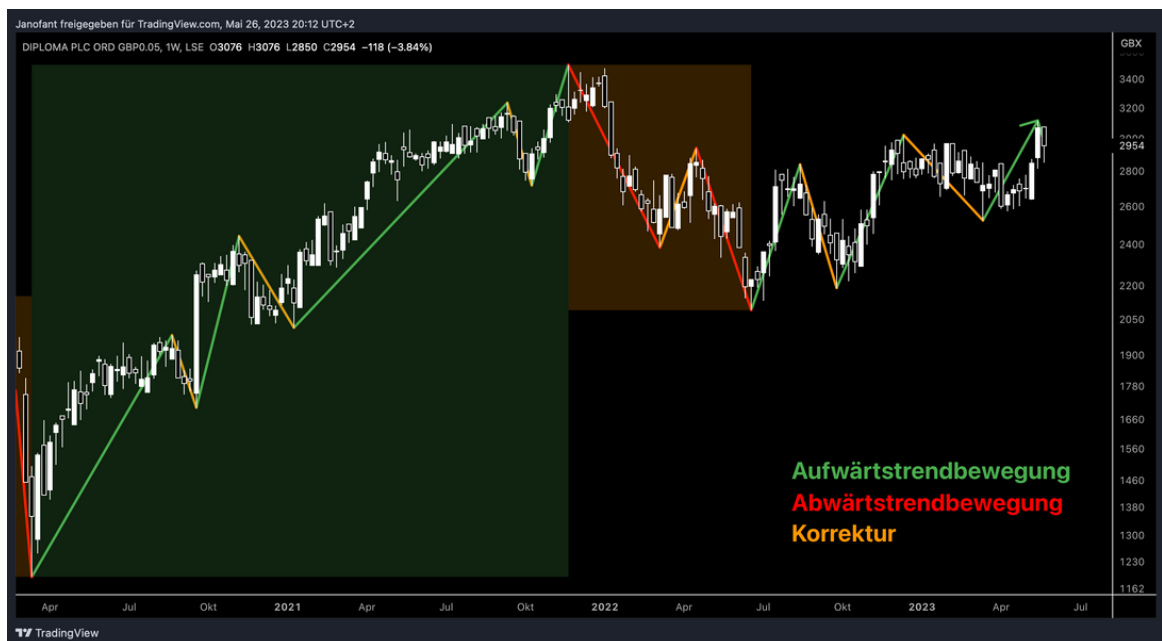 Janofant freigegeben für TradingView.com, Mai 26, 2023 20:12 UTC+2
DIPLOMA PLC ORD GBP0.05, 1W, LSE O3076 H3076 L2850 C2954 −118 (−3.84%)
GBX
3400
3200
2954
2800
2600
2400
2200
2050
1900
1780
1660
1560
1460
1380
1300
1230
1162
Aufwärtstrendbewegung
Abwärtstrendbewegung
Korrektur
Apr Jul Okt 2021 Apr Jul Okt 2022 Apr Jul Okt 2023 Apr Jul
TradingView